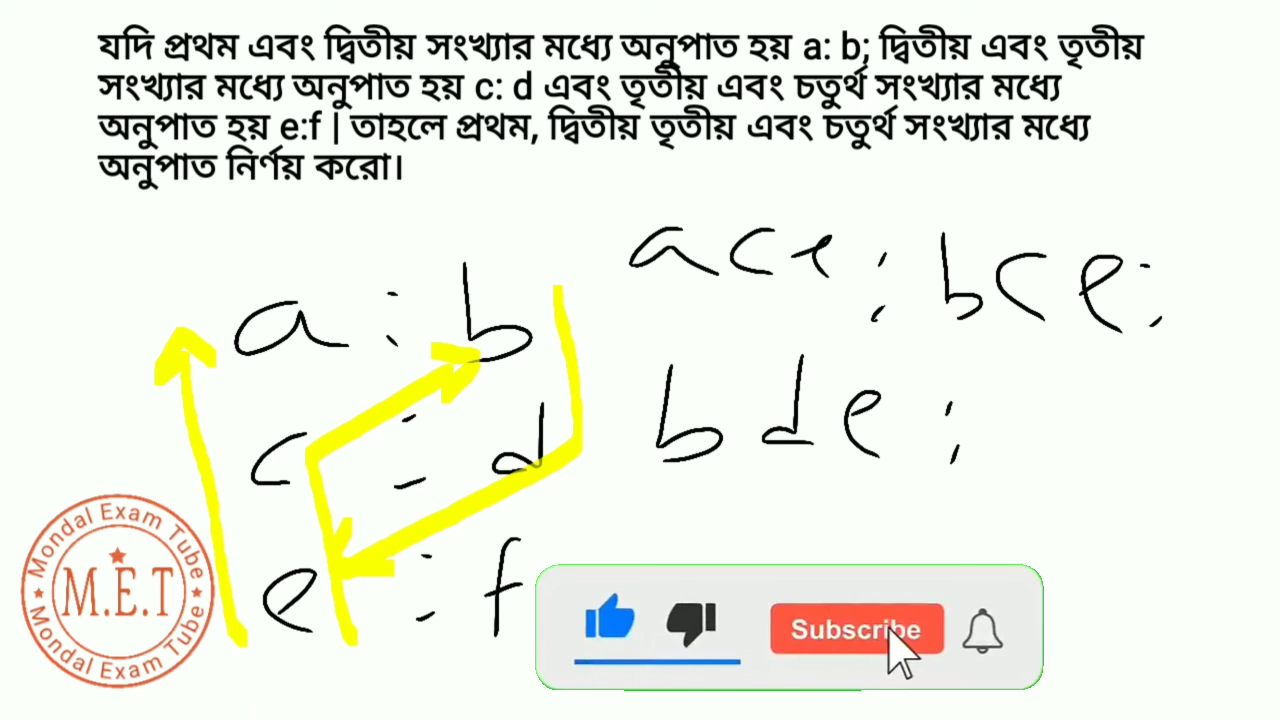 যদি প্রথম এবং দ্বিতীয় সংখ্যার মধ্যে অনুপাত হয় a: b; দ্বিতীয় এবং তৃতীয়
সংখ্যার মধ্যে অনুপাত হয় c: d এবং তৃতীয় এবং চতুর্থ সংখ্যার মধ্যে
অনুপাত হয় e:f | তাহলে প্রথম, দ্বিতীয় তৃতীয় এবং চতুর্থ সংখ্যার মধ্যে
অনুপাত নির্ণয় করো।
ace : bce :
a : b
bde :
c : d
e : f
Mondal Exam Tube
M.E.T
Mondal Exam Tube
Subscribe